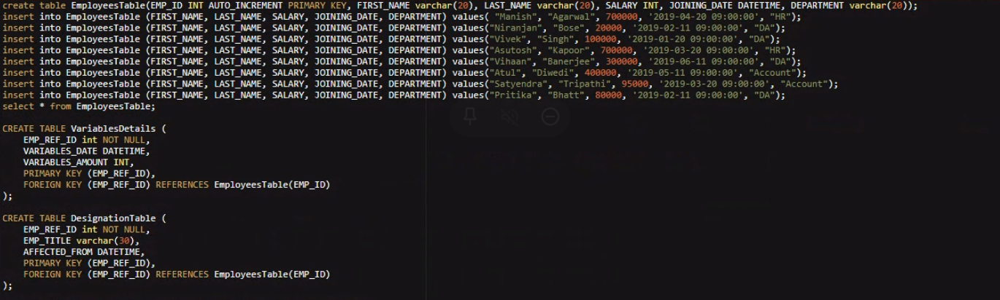 create table EmployeesTable(EMP_ID INT AUTO_INCREMENT PRIMARY KEY, FIRST_NAME varchar(20), LAST_NAME varchar(20), SALARY INT, JOINING_DATE DATETIME, DEPARTMENT varchar(20));
insert into EmployeesTable (FIRST_NAME, LAST_NAME, SALARY, JOINING_DATE, DEPARTMENT) values( "Manish", "Agarwal", 700000, '2019-04-20 09:00:00', "HR");
insert into EmployeesTable (FIRST_NAME, LAST_NAME, SALARY, JOINING_DATE, DEPARTMENT) values("Niranjan", "Bose", 20000, '2019-02-11 09:00:00', "DA");
insert into EmployeesTable (FIRST_NAME, LAST_NAME, SALARY, JOINING_DATE, DEPARTMENT) values("Vivek", "Singh", 100000, '2019-01-20 09:00:00', "DA");
insert into EmployeesTable (FIRST_NAME, LAST_NAME, SALARY, JOINING_DATE, DEPARTMENT) values("Asutosh", "Kapoor", 700000, '2019-03-20 09:00:00', "HR");
insert into EmployeesTable (FIRST_NAME, LAST_NAME, SALARY, JOINING_DATE, DEPARTMENT) values("Vihaan", "Banerjee", 300000, '2019-06-11 09:00:00', "DA");
insert into EmployeesTable (FIRST_NAME, LAST_NAME, SALARY, JOINING_DATE, DEPARTMENT) values("Atul", "Diwedi", 400000, '2019-05-11 09:00:00', "Account");
insert into EmployeesTable (FIRST_NAME, LAST_NAME, SALARY, JOINING_DATE, DEPARTMENT) values("Satyendra", "Tripathi", 95000, '2019-03-20 09:00:00', "Account");
insert into EmployeesTable (FIRST_NAME, LAST_NAME, SALARY, JOINING_DATE, DEPARTMENT) values("Pritika", "Bhatt", 80000, '2019-02-11 09:00:00', "DA");
select * from EmployeesTable;
CREATE TABLE VariablesDetails (
EMP_REF_ID int NOT NULL,
VARIABLES_DATE DATETIME,
VARIABLES_AMOUNT INT,
PRIMARY KEY (EMP_REF_ID),
FOREIGN KEY (EMP_REF_ID) REFERENCES EmployeesTable(EMP_ID)
);
CREATE TABLE DesignationTable (
EMP_REF_ID int NOT NULL,
EMP_TITLE varchar(30),
AFFECTED_FROM DATETIME,
PRIMARY KEY (EMP_REF_ID),
FOREIGN KEY (EMP_REF_ID) REFERENCES EmployeesTable(EMP_ID)
);